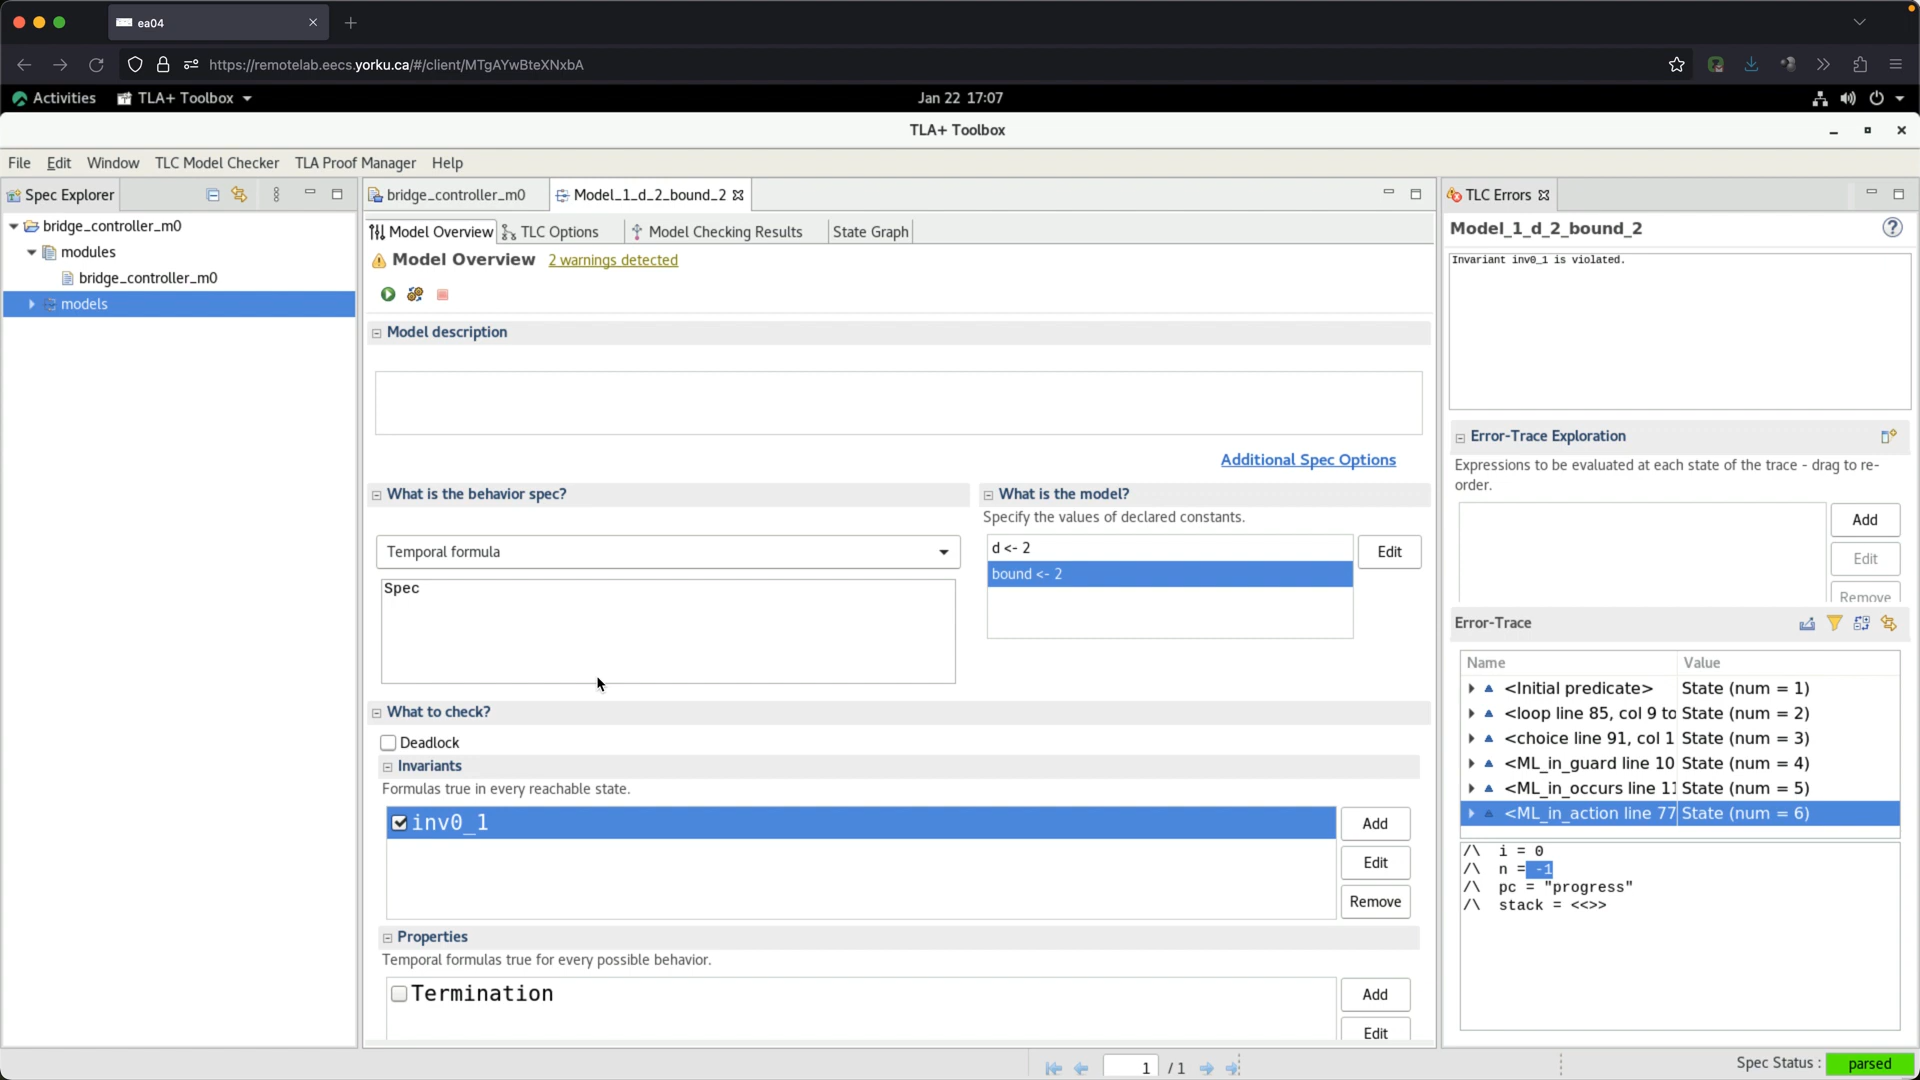 ea04
https://remotelab.eecs.yorku.ca/#/client/MTgAYwBteXNxbA
Activities
TLA+ Toolbox
Jan 22 17:07
TLA+ Toolbox
File Edit Window TLC Model Checker TLA Proof Manager Help
Spec Explorer
bridge_controller_m0
modules
bridge_controller_m0
models
bridge_controller_m0
Model_1_d_2_bound_2
Model Overview
TLC Options
Model Checking Results
State Graph
Model Overview
2 warnings detected
Model description
Additional Spec Options
What is the behavior spec?
Temporal formula
Spec
What is the model?
Specify the values of declared constants.
d <- 2
bound <- 2
Edit
What to check?
Deadlock
Invariants
Formulas true in every reachable state.
inv0_1
Add
Edit
Remove
Properties
Temporal formulas true for every possible behavior.
Termination
Add
Edit
1 / 1
TLC Errors
Model_1_d_2_bound_2
Invariant inv0_1 is violated.
Error-Trace Exploration
Expressions to be evaluated at each state of the trace - drag to re-
order.
Add
Edit
Remove
Error-Trace
Name Value
<Initial predicate> State (num = 1)
<loop line 85, col 9 to State (num = 2)
<choice line 91, col 1 State (num = 3)
<ML_in_guard line 10 State (num = 4)
<ML_in_occurs line 11 State (num = 5)
<ML_in_action line 77 State (num = 6)
/\ i = 0
/\ n = -1
/\ pc = "progress"
/\ stack = <<>>
Spec Status : parsed